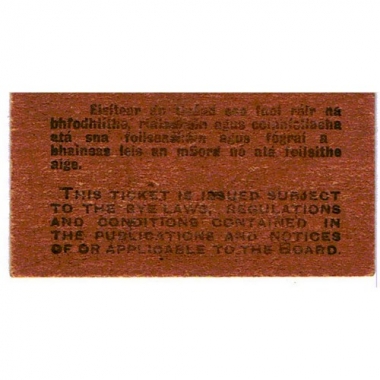 Eisítear an ticéad seo faoi réir na
bhfodhlithe, rialachán agus coinníollacha
atá sna foilseacháin agus fógraí a
bhaineas leis an mBord nó atá foilsithe
aige.
THIS TICKET IS ISSUED SUBJECT
TO THE BYE LAWS, REGULATIONS
AND CONDITIONS CONTAINED IN
THE PUBLICATIONS AND NOTICES
OF OR APPLICABLE TO THE BOARD.